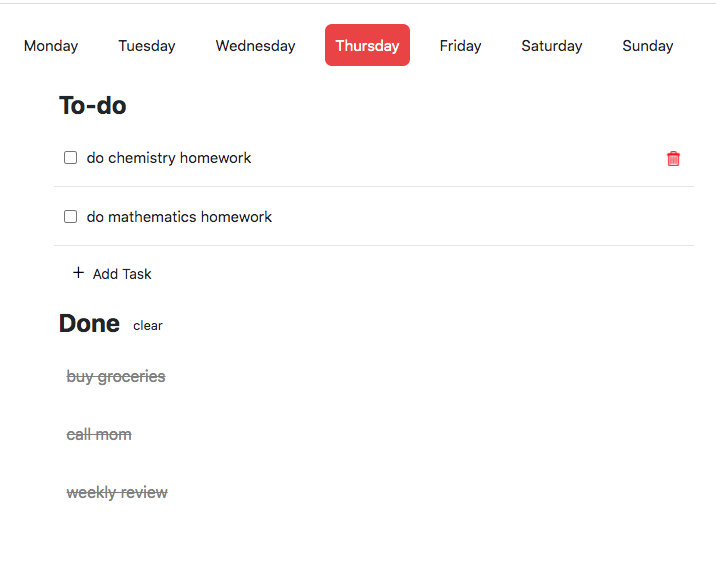 Monday Tuesday Wednesday Thursday Friday Saturday Sunday
To-do
do chemistry homework
do mathematics homework
+ Add Task
Done clear
buy groceries
call mom
weekly review